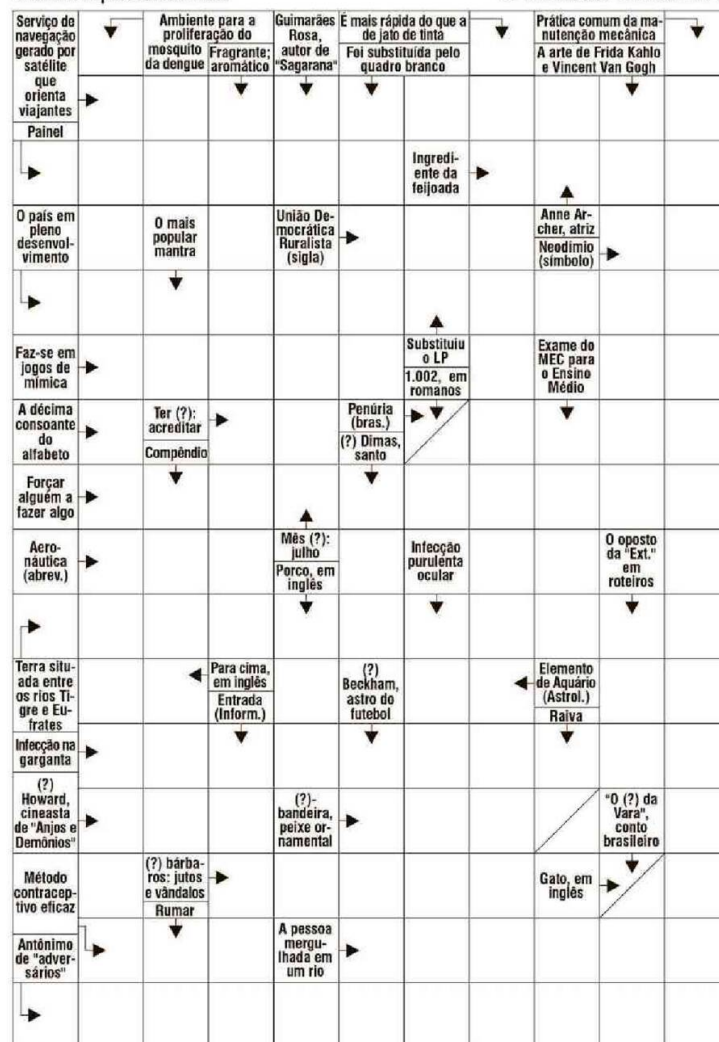 Serviço de
navegação
gerado por
satélite
que
orienta
viajantes
Painel
Ambiente para a
proliferação do
mosquito
da dengue
Fragrante;
aromático
Guimarães
Rosa,
autor de
"Sagarana"
É mais rápida do que a
de jato de tinta
Foi substituída pelo
quadro branco
Prática comum da ma-
nutenção mecânica
A arte de Frida Kahlo
e Vincent Van Gogh
Ingredi-
ente da
feijoada
O país em
pleno
desenvol-
vimento
O mais
popular
mantra
União De-
mocrática
Ruralista
(sigla)
Anne Ar-
cher, atriz
Neodímio
(símbolo)
Faz-se em
jogos de
mímica
Substituiu
o LP
1.002, em
romanos
Exame do
MEC para
o Ensino
Médio
A décima
consoante
do
alfabeto
Ter (?):
acreditar
Compêndio
Penúria
(bras.)
(?) Dimas,
santo
Forçar
alguém a
fazer algo
Aero-
náutica
(abrev.)
Mês (?):
julho
Porco, em
inglês
Infecção
purulenta
ocular
O oposto
da "Ext."
em
roteiros
Terra situ-
ada entre
os rios Ti-
gre e Eu-
frates
Para cima,
em inglês
Entrada
(Inform.)
(?)
Beckham,
astro do
futebol
Elemento
de Aquário
(Astrol.)
Raiva
Infecção na
garganta
(?)
Howard,
cineasta
de "Anjos e
Demônios"
(?)-
bandeira,
peixe or-
namental
"O (?) da
Vara",
conto
brasileiro
Método
contracep-
tivo eficaz
(?) bárba-
ros: jutos
e vândalos
Rumar
Gato, em
inglês
Antônimo
de "adver-
sários"
A pessoa
mergu-
lhada em
um rio